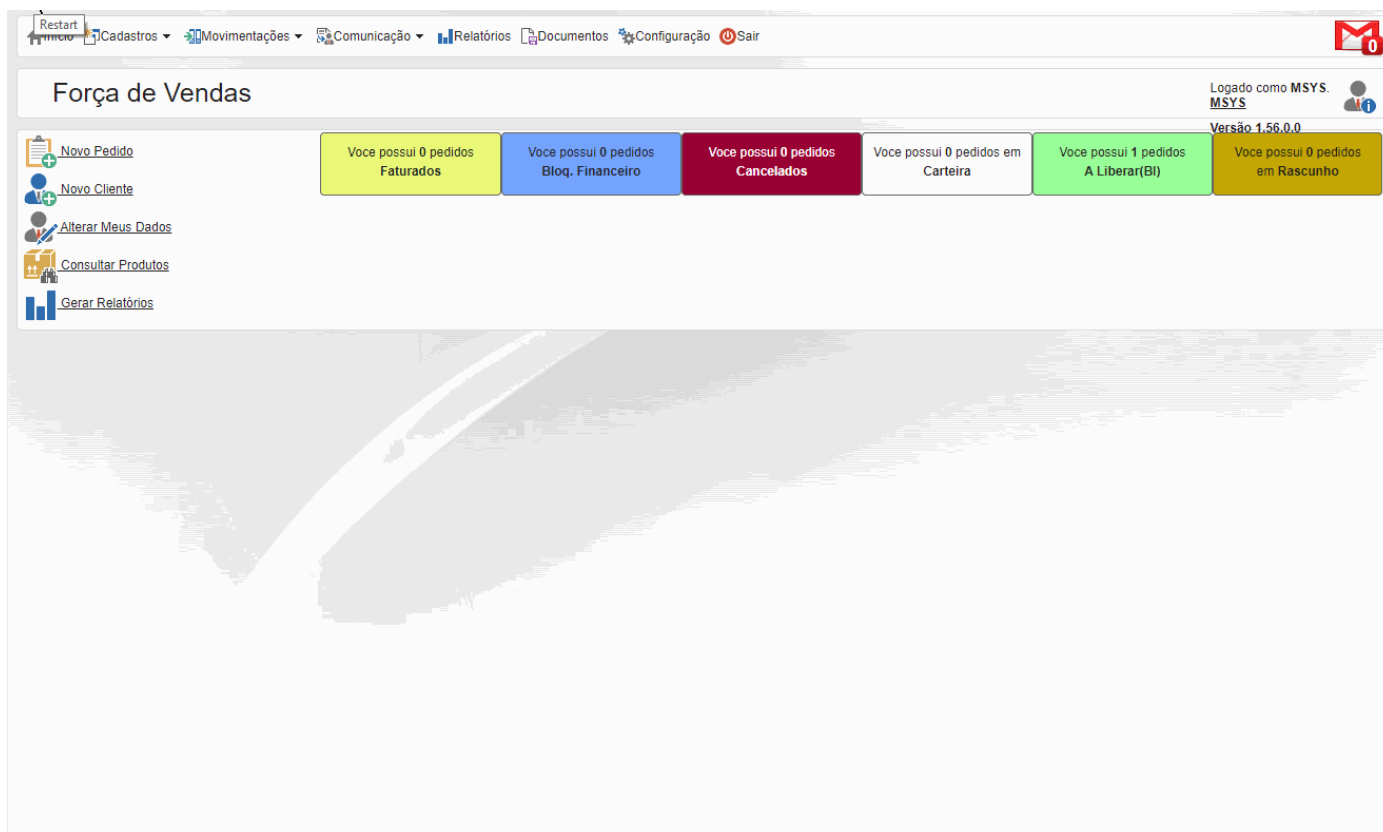 Restart
Início Cadastros Movimentações Comunicação Relatórios Documentos Configuração Sair
0
Força de Vendas
Logado como MSYS.
MSYS
Versão 1.56.0.0
Novo Pedido
Novo Cliente
Alterar Meus Dados
Consultar Produtos
Gerar Relatórios
Voce possui 0 pedidos
Faturados
Voce possui 0 pedidos
Bloq. Financeiro
Voce possui 0 pedidos
Cancelados
Voce possui 0 pedidos em
Carteira
Voce possui 1 pedidos
A Liberar(BI)
Voce possui 0 pedidos
em Rascunho